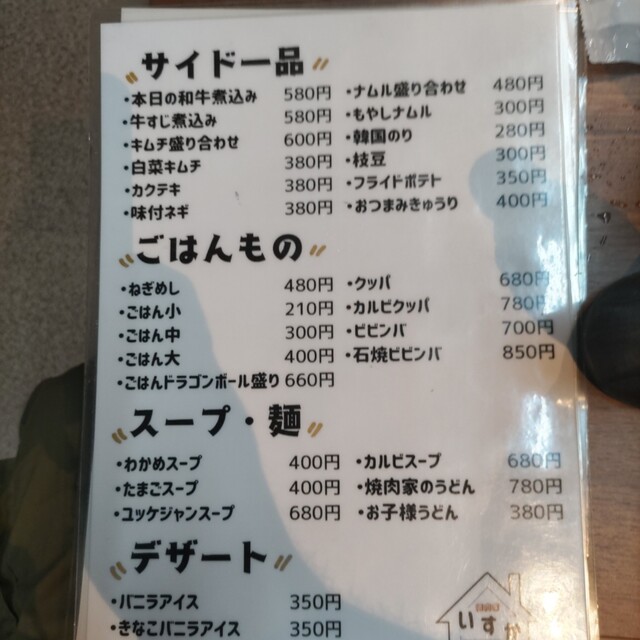 サイド一品
・本日の和牛煮込み 580円
・牛すじ煮込み 580円
・キムチ盛り合わせ 600円
・白菜キムチ 380円
・カクテキ 380円
・味付ネギ 380円
・ナムル盛り合わせ 480円
・もやしナムル 300円
・韓国のり 280円
・枝豆 300円
・フライドポテト 350円
・おつまみきゅうり 400円
ごはんもの
・ねぎめし 480円
・ごはん小 210円
・ごはん中 300円
・ごはん大 400円
・ごはんドラゴンボール盛り 660円
・クッパ 680円
・カルビクッパ 780円
・ビビンバ 700円
・石焼ビビンバ 850円
スープ・麺
・わかめスープ 400円
・たまごスープ 400円
・ユッケジャンスープ 680円
・カルビスープ 680円
・焼肉家のうどん 780円
・お子様うどん 380円
デザート
・バニラアイス 350円
・きなこバニラアイス 350円
いすず